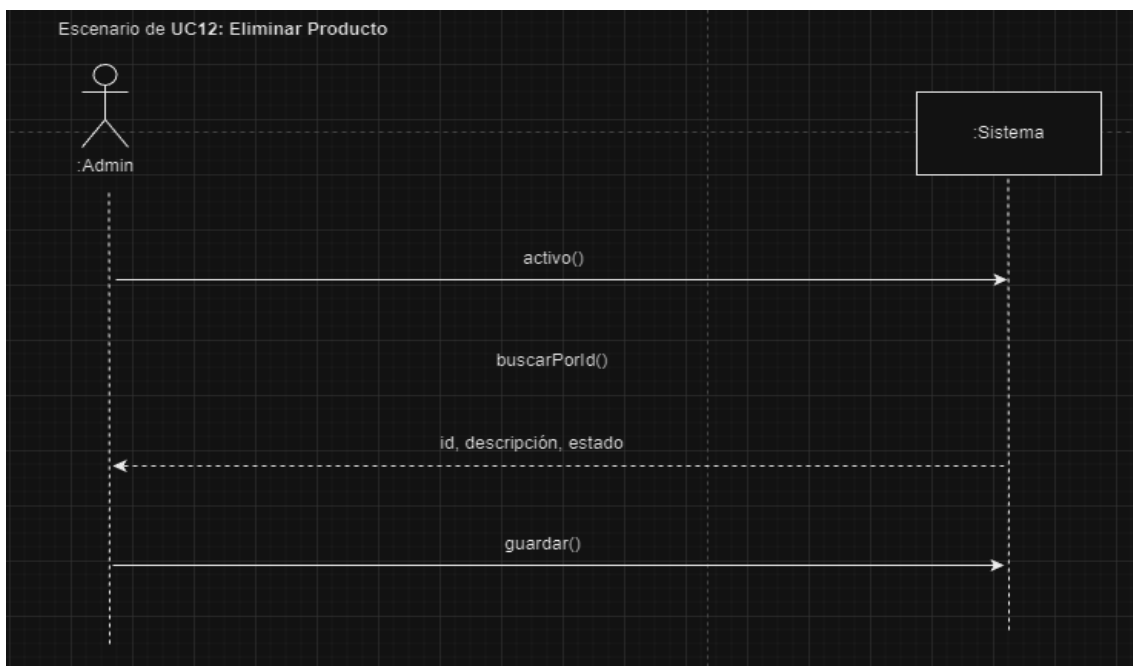 Escenario de UC12: Eliminar Producto
:Admin
:Sistema
activo()
buscarPorId()
id, descripción, estado
guardar()